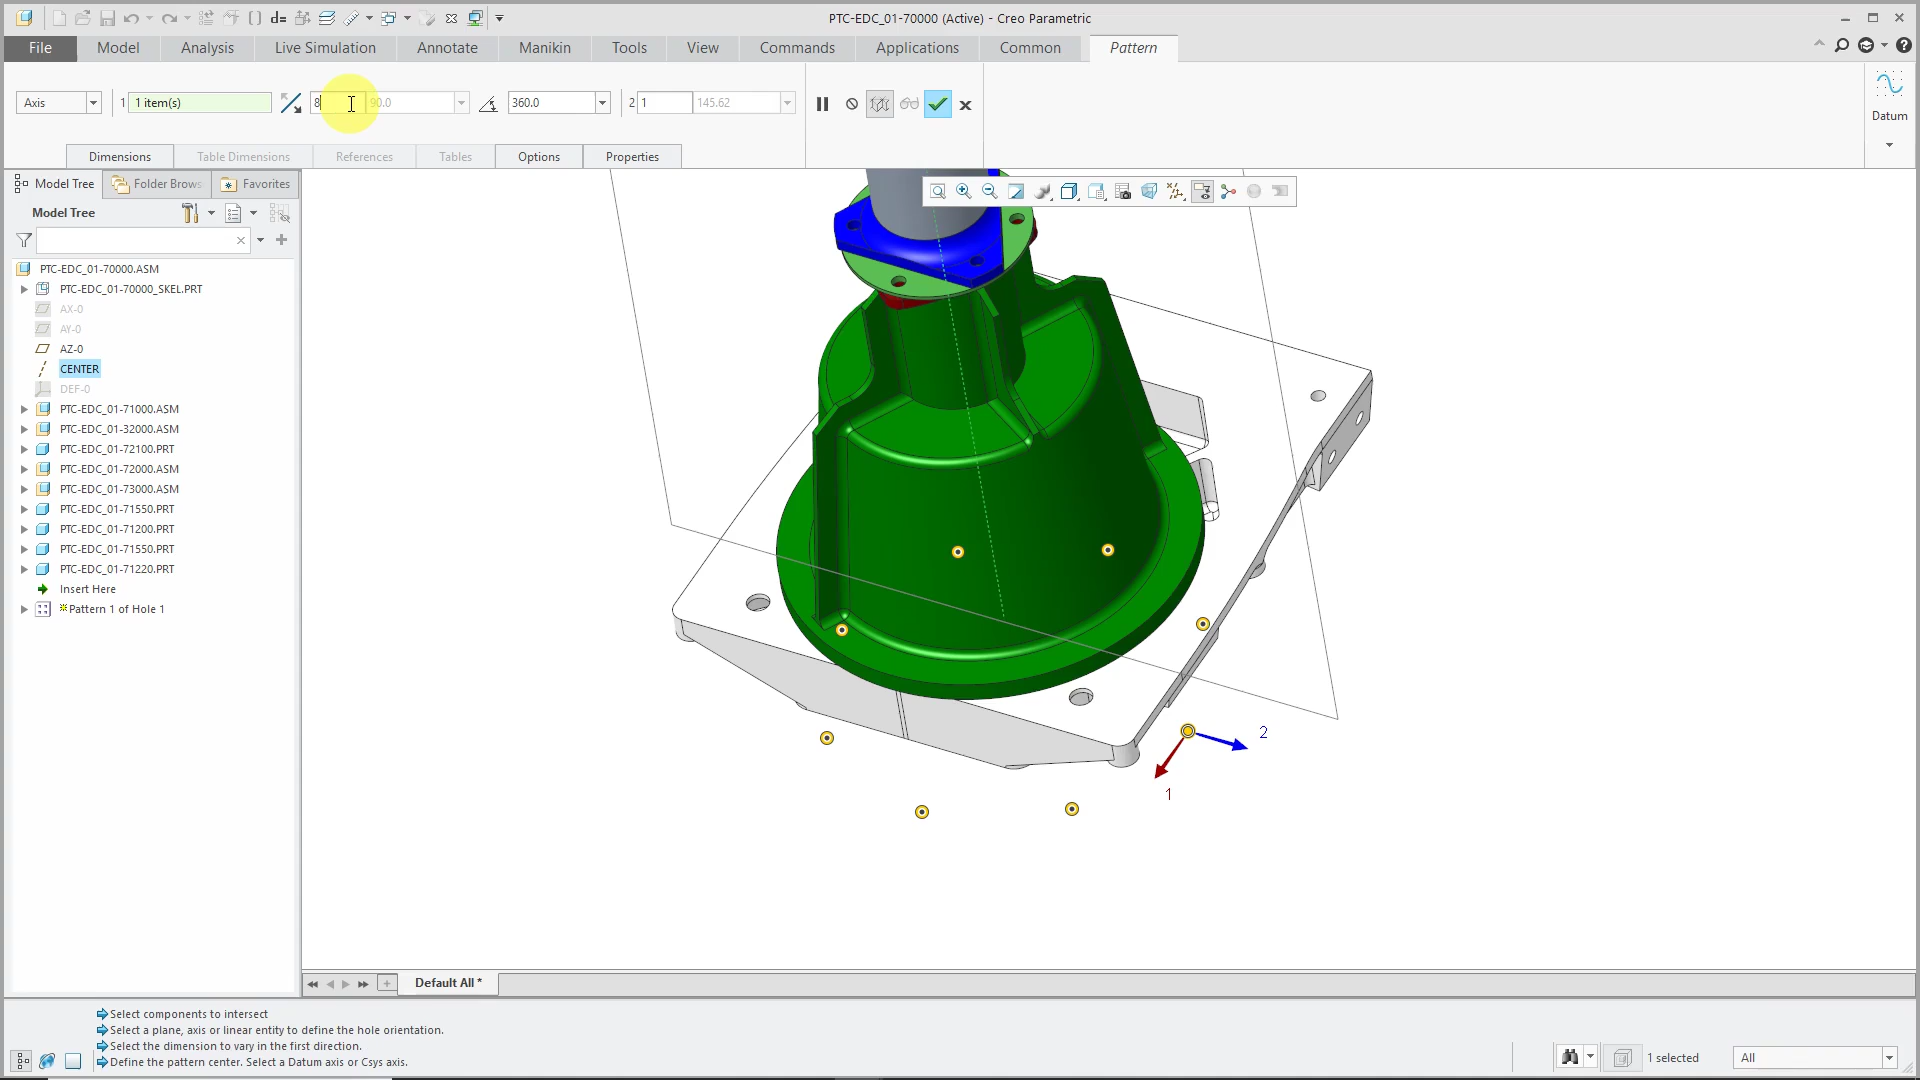 PTC-EDC_01-70000 (Active) - Creo Parametric
File Model Analysis Live Simulation Annotate Manikin Tools View Commands Applications Common Pattern
Axis 1 1 item(s) 8 90.0 360.0 2 1 145.62
Datum
Dimensions Table Dimensions References Tables Options Properties
Model Tree Folder Brows Favorites
Model Tree
PTC-EDC_01-70000.ASM
PTC-EDC_01-70000_SKEL.PRT
AX-0
AY-0
AZ-0
CENTER
DEF-0
PTC-EDC_01-71000.ASM
PTC-EDC_01-32000.ASM
PTC-EDC_01-72100.PRT
PTC-EDC_01-72000.ASM
PTC-EDC_01-73000.ASM
PTC-EDC_01-71550.PRT
PTC-EDC_01-71200.PRT
PTC-EDC_01-71550.PRT
PTC-EDC_01-71220.PRT
Insert Here
Pattern 1 of Hole 1
2
1
Default All *
Select components to intersect
Select a plane, axis or linear entity to define the hole orientation.
Select the dimension to vary in the first direction.
Define the pattern center. Select a Datum axis or Csys axis.
1 selected All